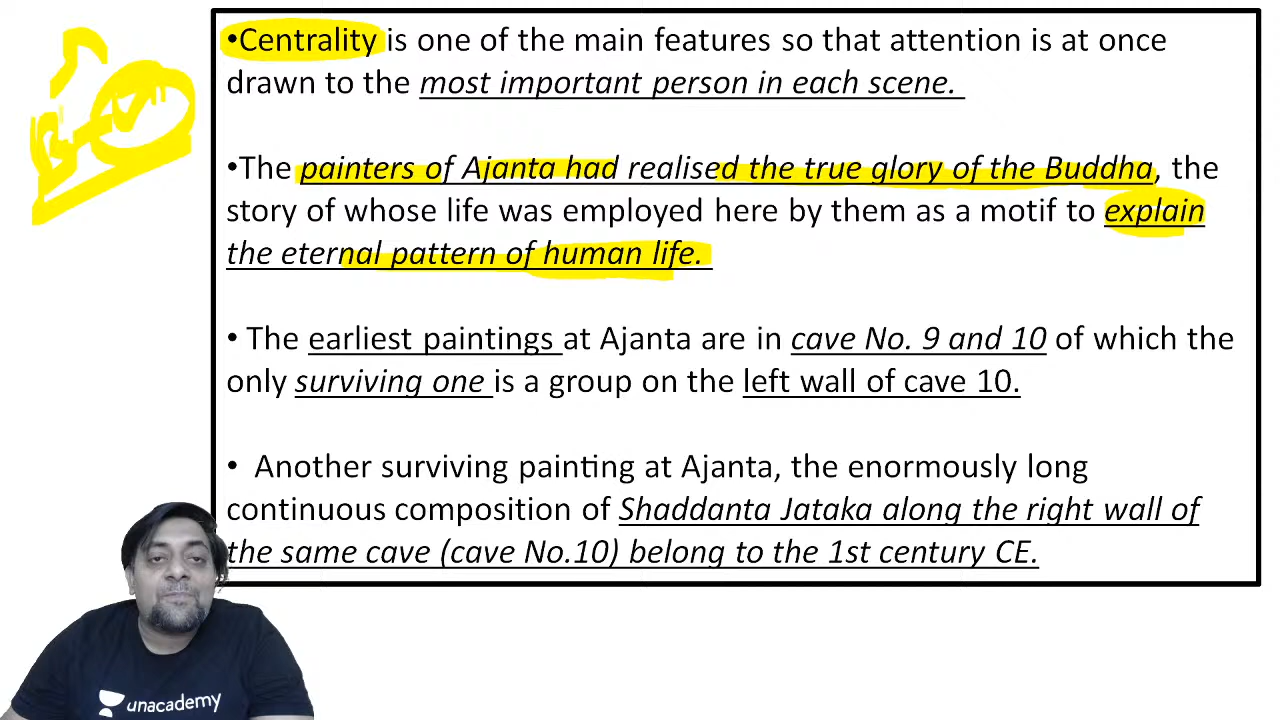 •Centrality is one of the main features so that attention is at once
drawn to the most important person in each scene.
•The painters of Ajanta had realised the true glory of the Buddha, the
story of whose life was employed here by them as a motif to explain
the eternal pattern of human life.
• The earliest paintings at Ajanta are in cave No. 9 and 10 of which the
only surviving one is a group on the left wall of cave 10.
• Another surviving painting at Ajanta, the enormously long
continuous composition of Shaddanta Jataka along the right wall of
the same cave (cave No.10) belong to the 1st century CE.
unacademy